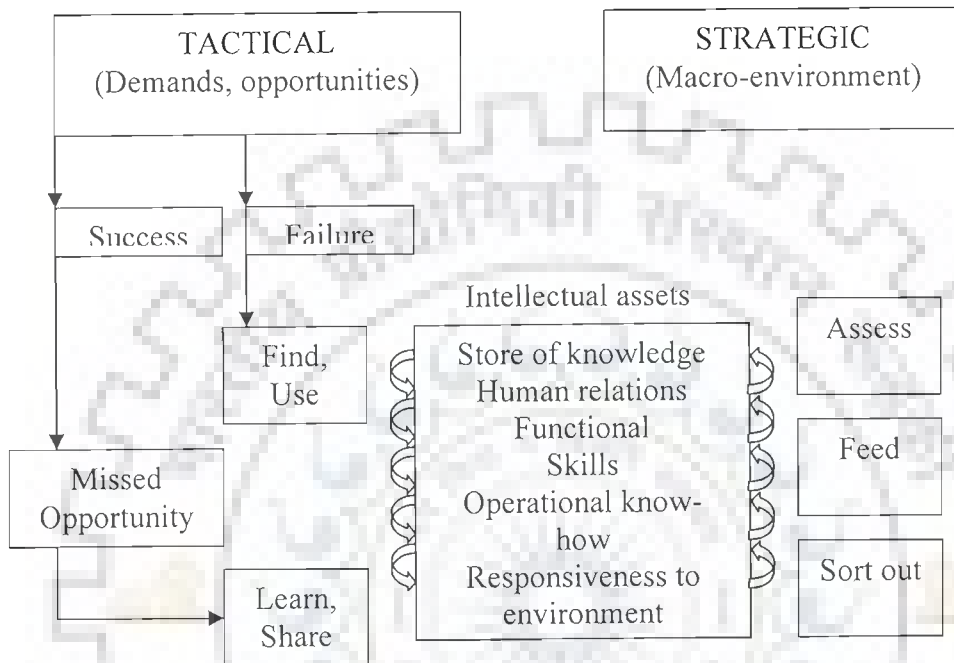 TACTICAL
(Demands, opportunities)
STRATEGIC
(Macro-environment)
Success
Failure
Intellectual assets
Find,
Use
Store of knowledge
Human relations
Functional
Skills
Operational know-
how
Responsiveness to
environment
Assess
Feed
Sort out
Missed
Opportunity
Learn,
Share